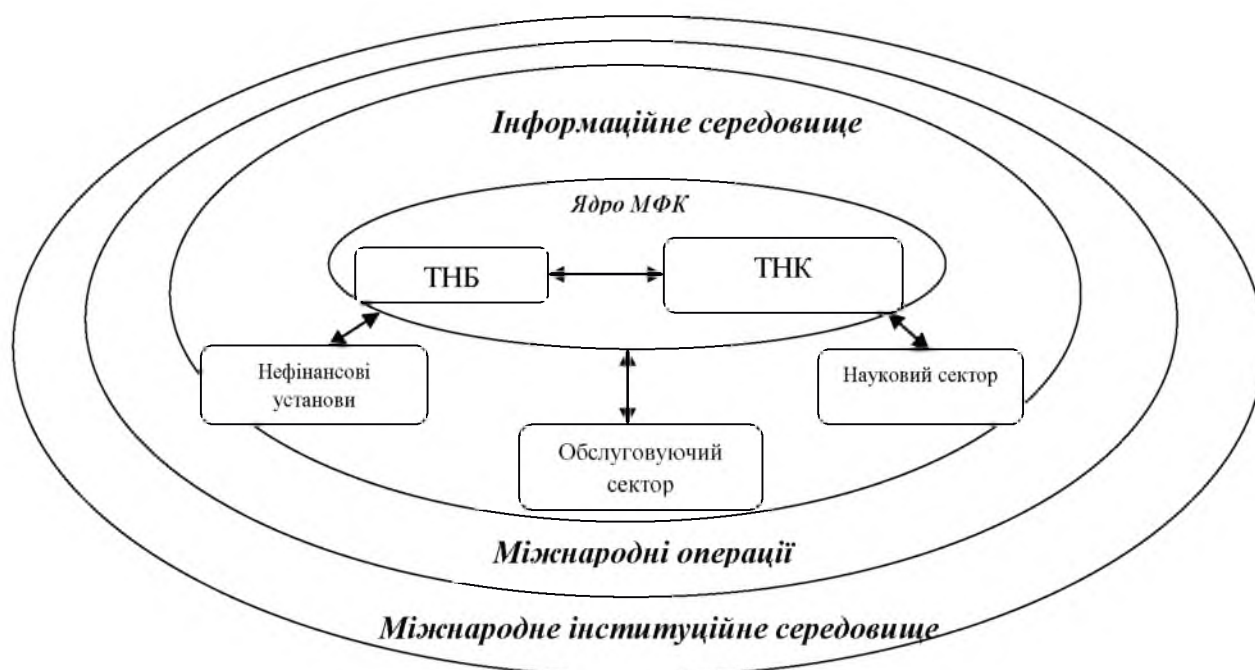 Інформаційне середовище
Ядро МФК
ТНБ
ТНК
Нефінансові
установи
Науковий сектор
Обслуговуючий
сектор
Міжнародні операції
Міжнародне інституційне середовище